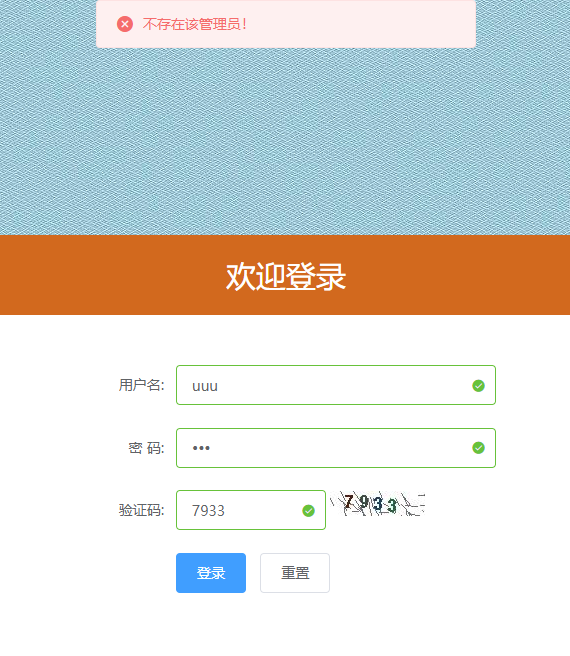 不存在该管理员!
欢迎登录
用户名: uuu
密 码: •••
验证码: 7933 7933
登录 重置